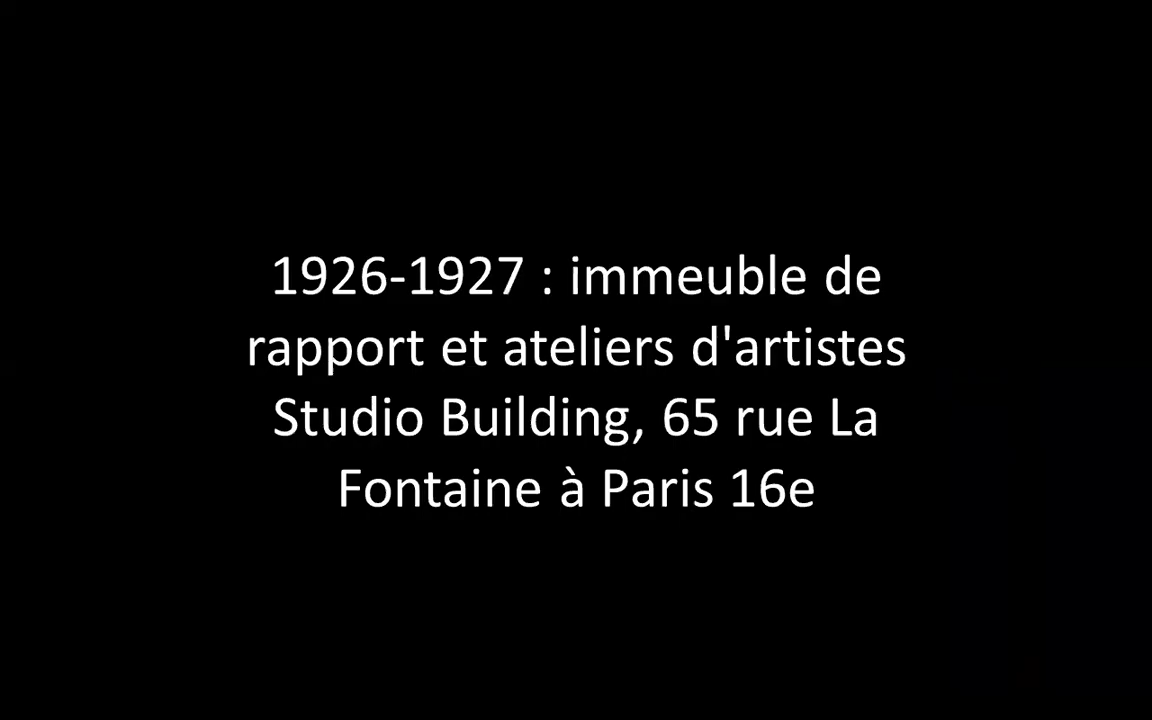 1926-1927 : immeuble de
rapport et ateliers d'artistes
Studio Building, 65 rue La
Fontaine à Paris 16e